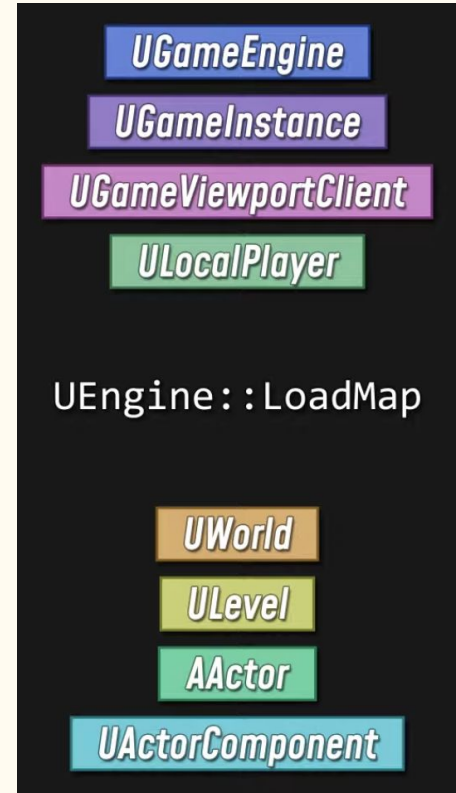 UGameEngine
UGameInstance
UGameViewportClient
ULocalPlayer
UEngine::LoadMap
UWorld
ULevel
AActor
UActorComponent